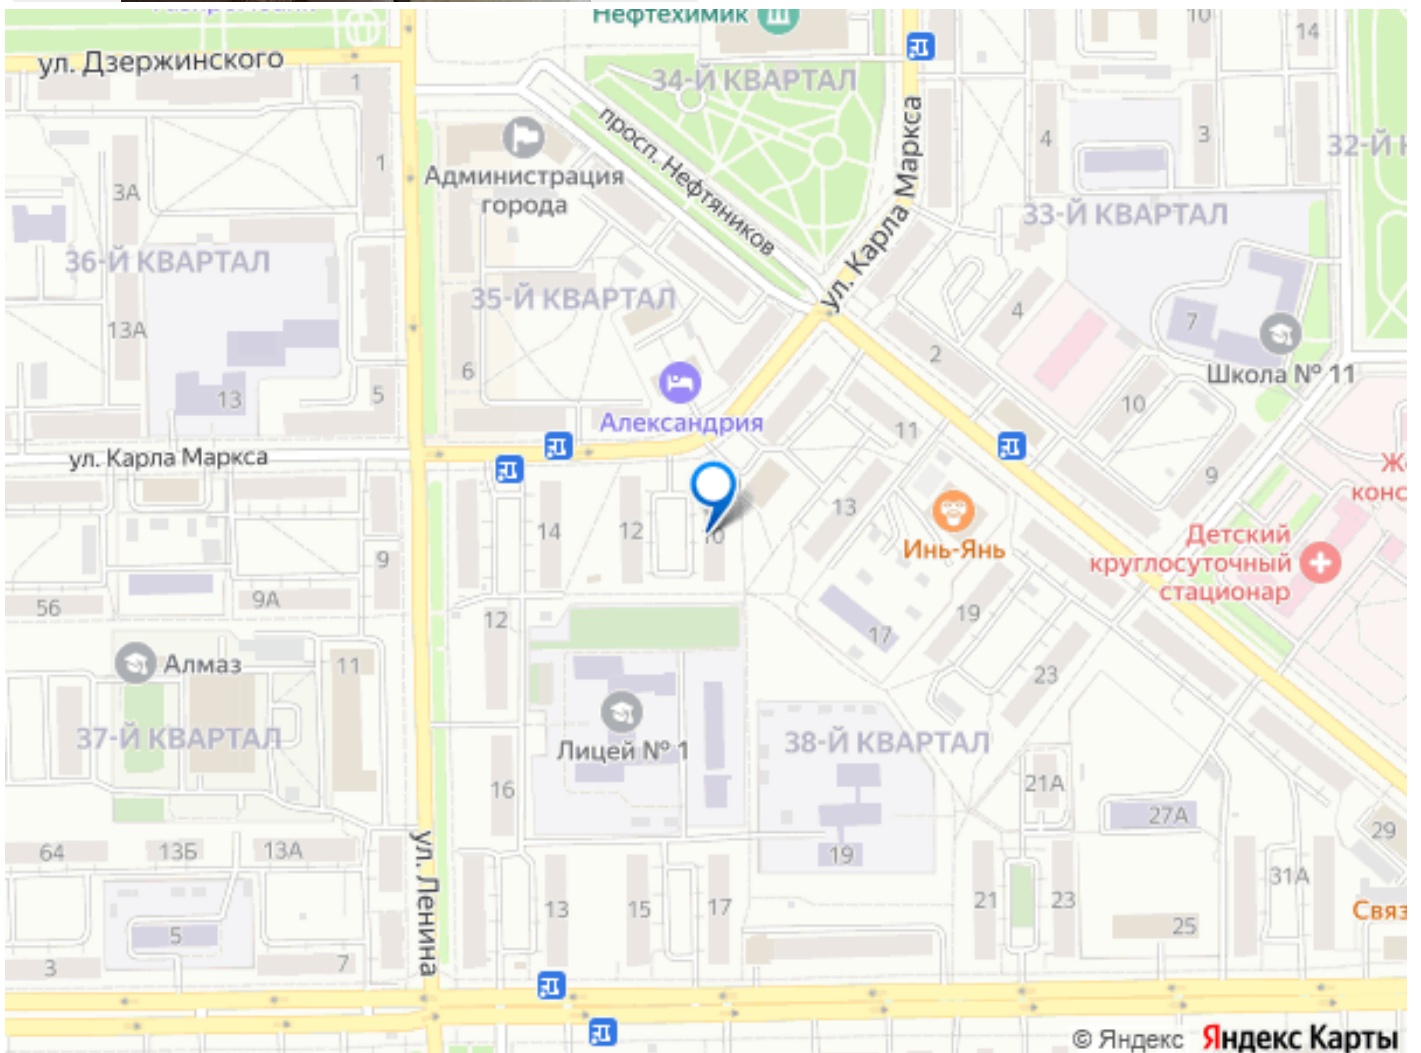 Нефтехимик
ул. Дзержинского
34-Й КВАРТАЛ
10
14
1
просп. Нефтяников
ул. Карла Маркса
4
3
32-Й К
Администрация
города
1
3А
33-Й КВАРТАЛ
36-Й КВАРТАЛ
35-Й КВАРТАЛ
13А
4
7
2
6
Школа № 11
13
5
10
Александрия
11
ул. Карла Маркса
9
Ж
конс
14
12
10
13
Инь-Янь
Детский
круглосуточный
стационар
9
56
9А
12
19
17
Алмаз
11
23
37-Й КВАРТАЛ
Лицей № 1
38-Й КВАРТАЛ
16
21А
27А
29
64
13Б
13А
ул. Ленина
19
31А
13
15
17
21
23
25
Связ
5
3
7
© Яндекс Яндекс Карты